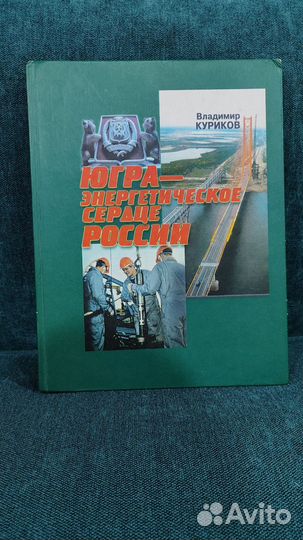 Владимир
КУРИКОВ
ЮГРА —
ЭНЕРГЕТИЧЕСКОЕ
СЕРДЦЕ
РОССИИ
Avito